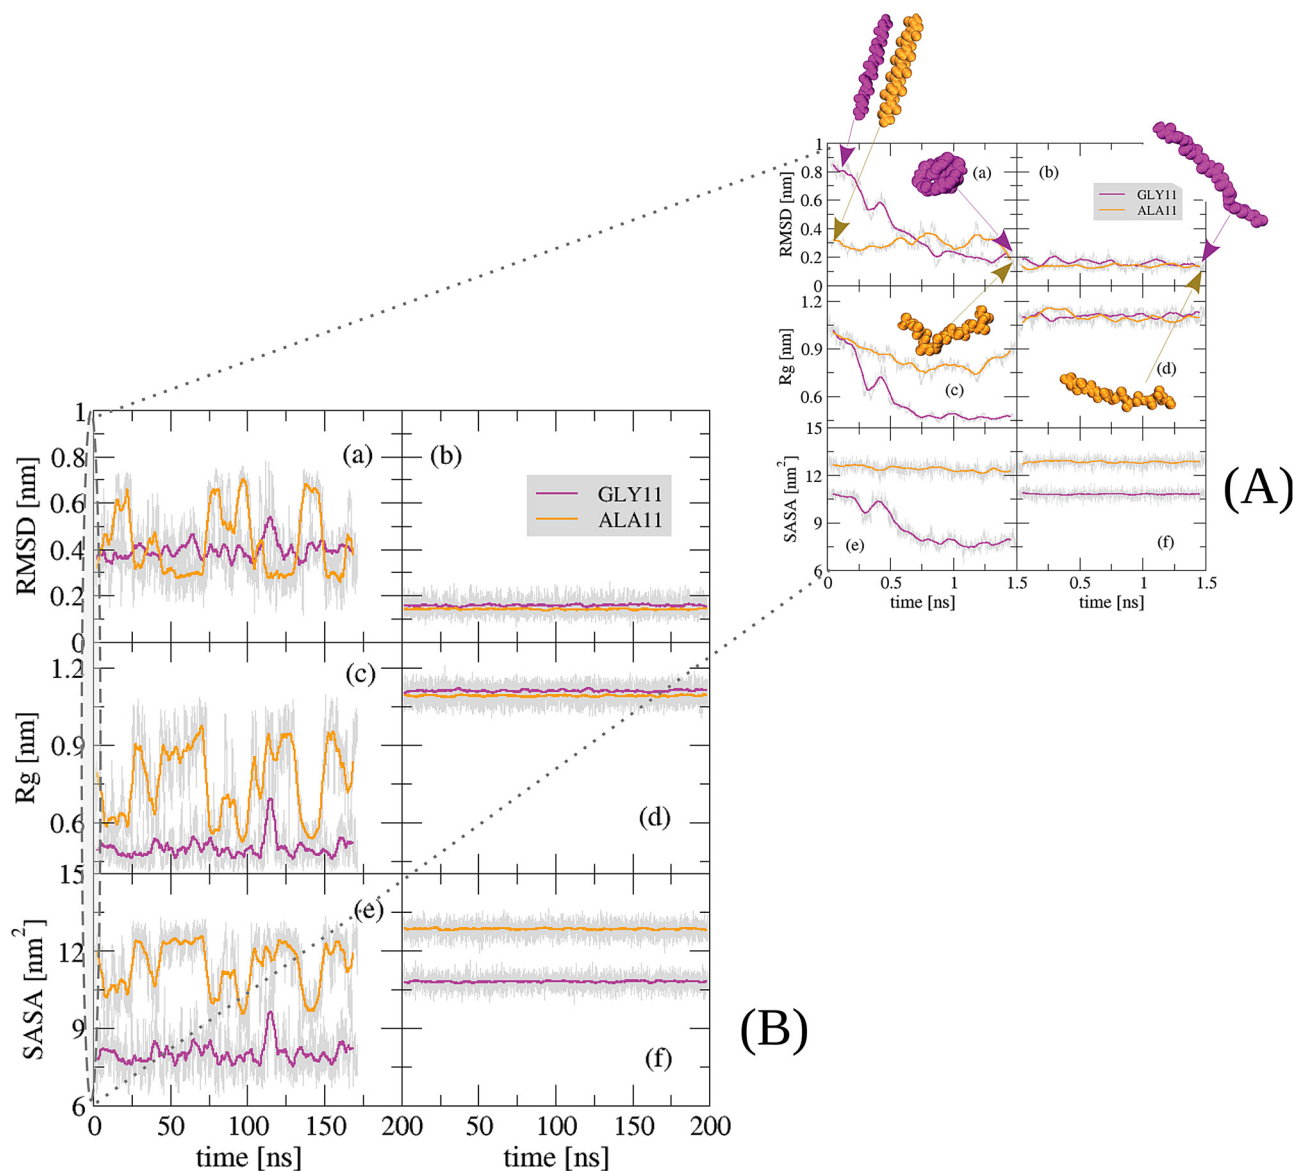 1
0.8
0.6
0.4
0.2
0
RMSD [nm]
(a)
(b)
GLY11
ALA11
1.2
0.9
0.6
Rg [nm]
(c)
(d)
15
12
9
6
SASA [nm²]
(e)
(f)
0 0.5 1 1.5 0.5 1 1.5
time [ns] time [ns]
(A)
1
0.8
0.6
0.4
0.2
0
RMSD [nm]
(a)
(b)
GLY11
ALA11
1.2
0.9
0.6
Rg [nm]
(c)
(d)
15
12
9
6
SASA [nm²]
(e)
(f)
0 50 100 150 200 50 100 150 200
time [ns] time [ns]
(B)